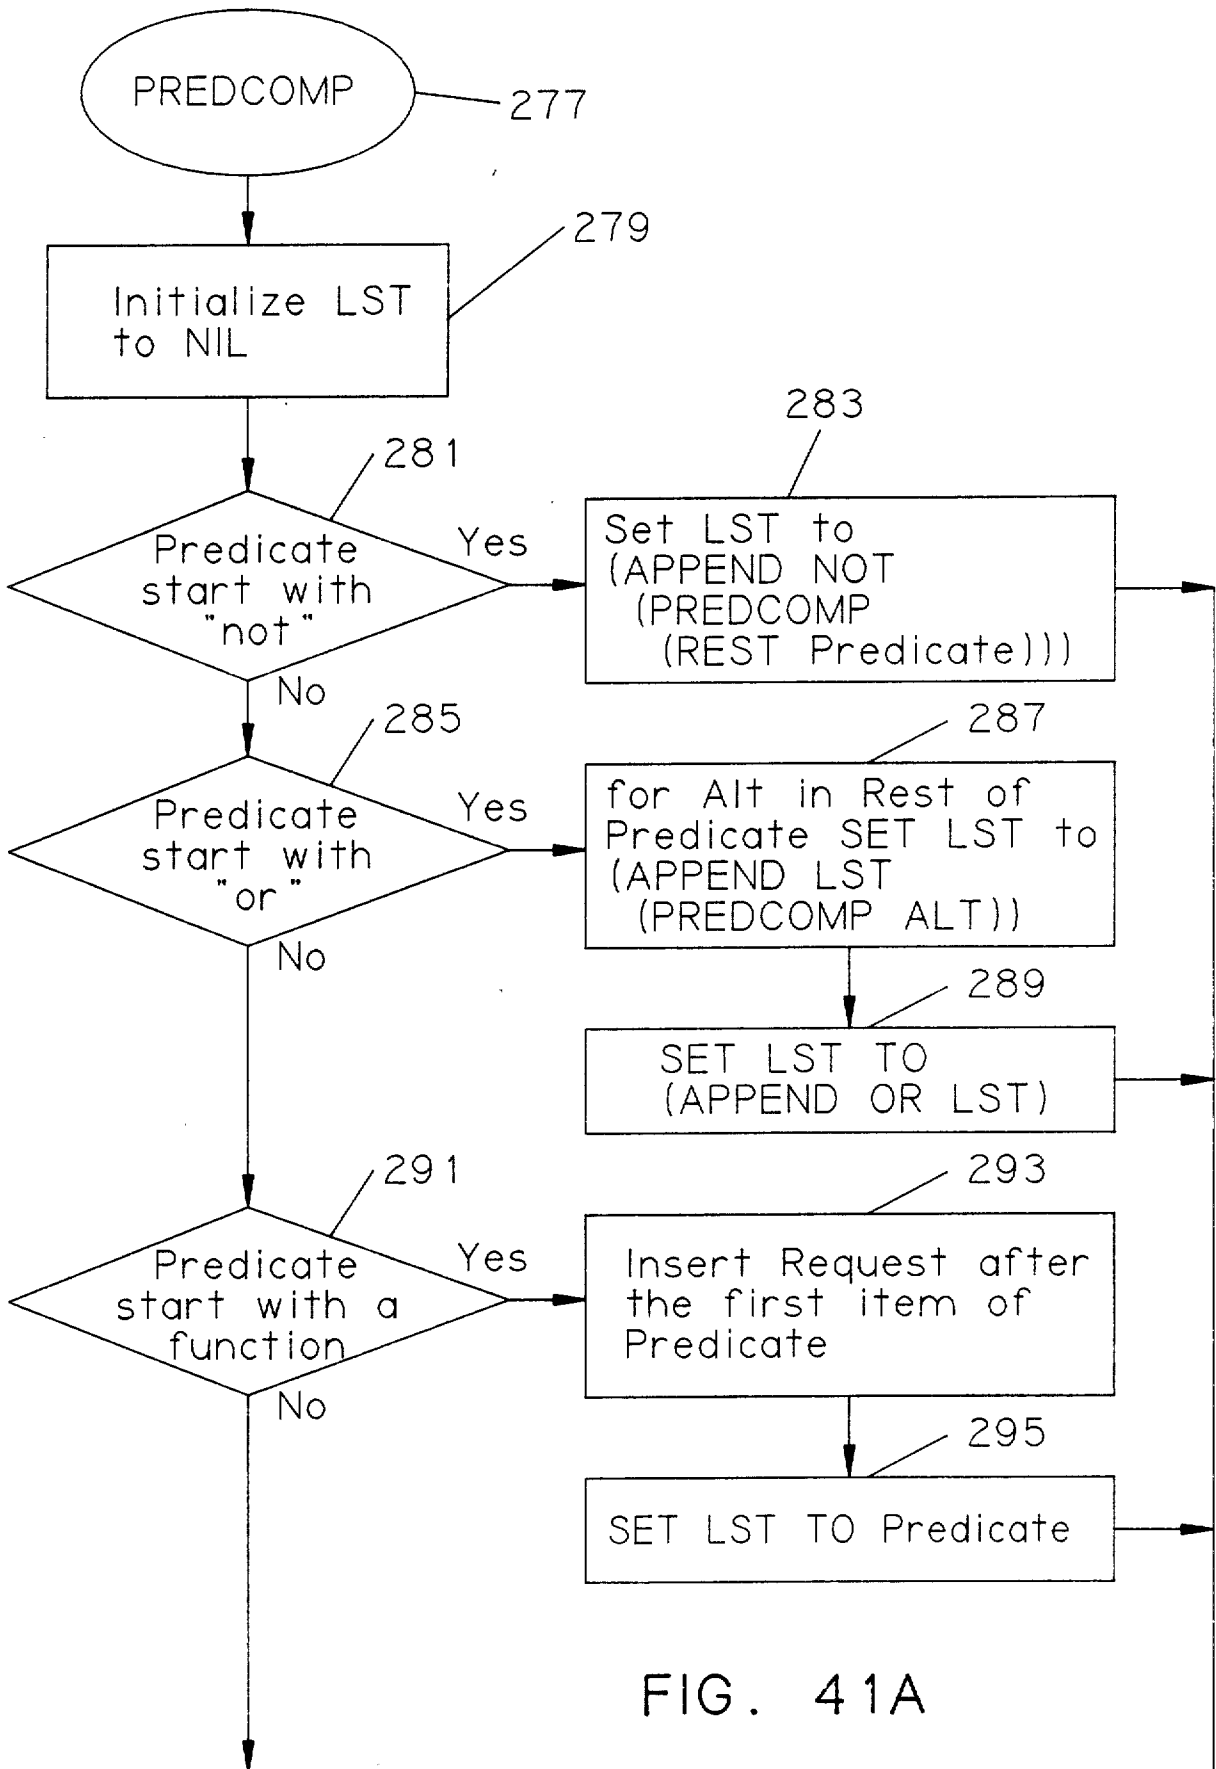 PREDCOMP
277
279
Initialize LST
to NIL
281
283
Predicate
start with
"not"
Yes
Set LST to
(APPEND NOT
(PREDCOMP
(REST Predicate)))
No
285
287
Predicate
start with
"or"
Yes
for Alt in Rest of
Predicate SET LST to
(APPEND LST
(PREDCOMP ALT))
No
289
SET LST TO
(APPEND OR LST)
291
293
Predicate
start with a
function
Yes
Insert Request after
the first item of
Predicate
No
295
SET LST TO Predicate
FIG. 41A